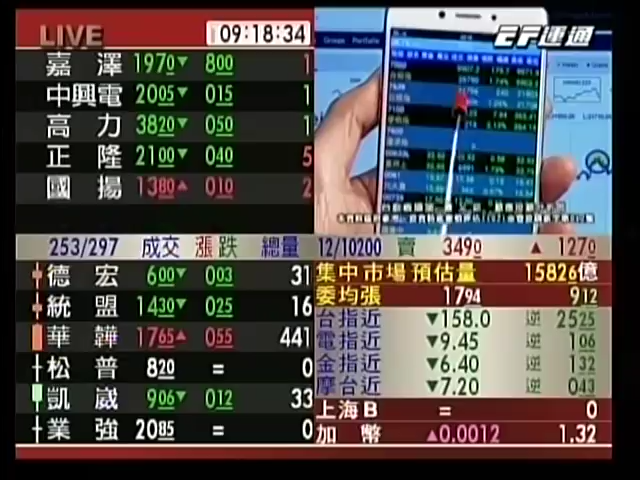 LIVE 09:18:34
嘉澤 1970▼ 800 1
中興電 2005▼ 015 1
高力 3820▼ 050 1
正隆 2100▼ 040 5
國揚 1380▲ 010 2
EF運通
253/297 成交 漲跌 總量
德宏 600▼ 003 31
統盟 1430▼ 025 16
華韡 1765▲ 055 441
松普 820 = 0
凱崴 906▼ 012 33
業強 2085 = 0
12/10200 賣 3490 ▲ 1270
集中市場預估量 15826億
委均張 1794 912
台指近 ▼158.0 逆 2525
電指近 ▼9.45 逆 106
金指近 ▼6.40 逆 132
摩台近 ▼7.20 逆 043
上海B = 0
加幣 ▲0.0012 1.32